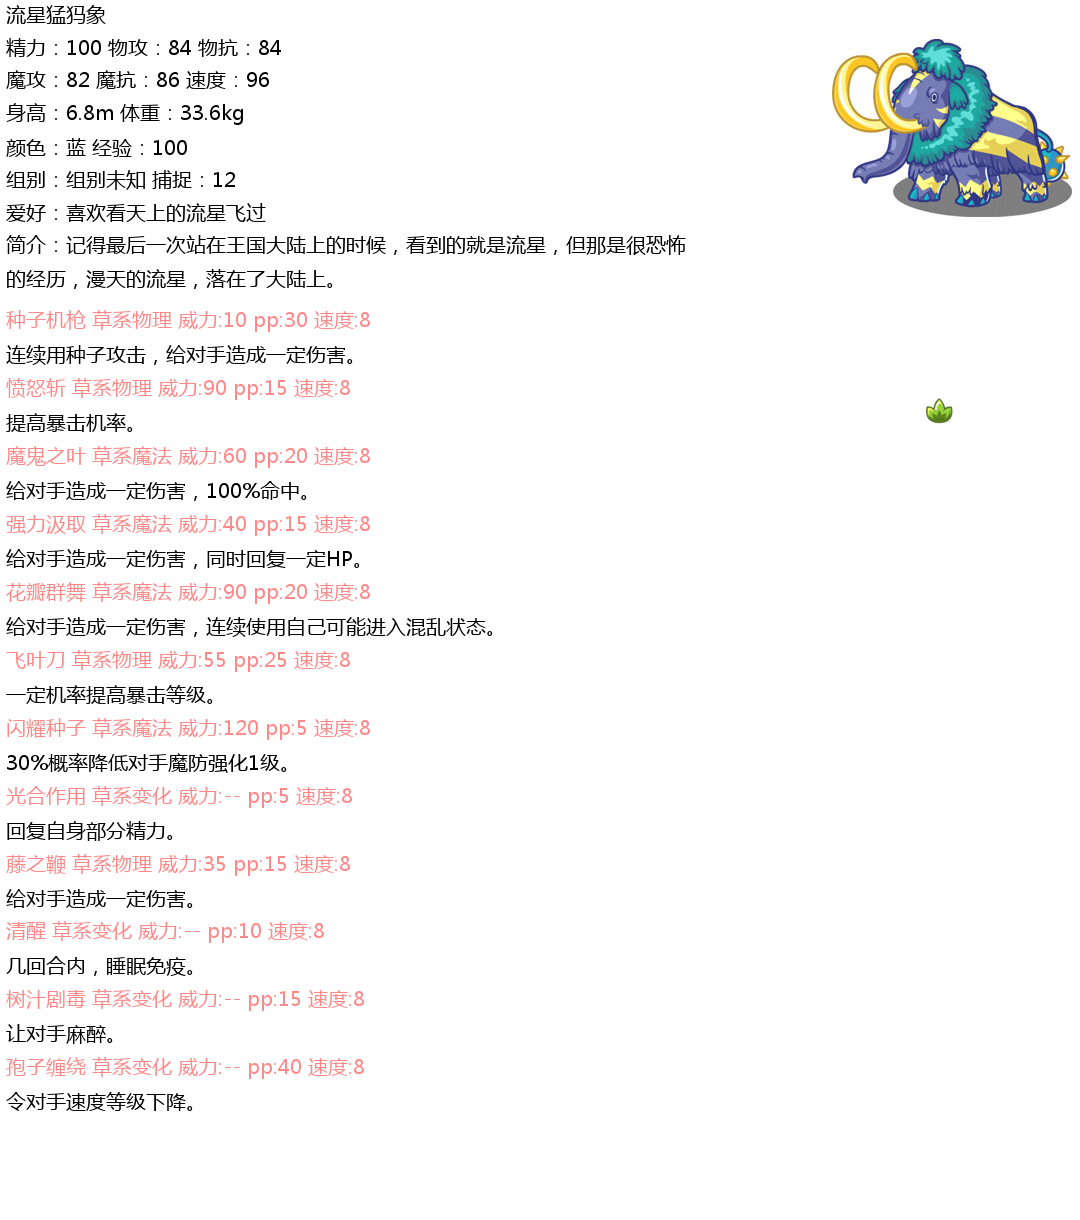 流星猛犸象
精力：100 物攻：84 物抗：84
魔攻：82 魔抗：86 速度：96
身高：6.8m 体重：33.6kg
颜色：蓝 经验：100
组别：组别未知 捕捉：12
爱好：喜欢看天上的流星飞过
简介：记得最后一次站在王国大陆上的时候，看到的就是流星，但那是很恐怖
的经历，漫天的流星，落在了大陆上。
种子机枪 草系物理 威力:10 pp:30 速度:8
连续用种子攻击，给对手造成一定伤害。
愤怒斩 草系物理 威力:90 pp:15 速度:8
提高暴击机率。
魔鬼之叶 草系魔法 威力:60 pp:20 速度:8
给对手造成一定伤害，100%命中。
强力汲取 草系魔法 威力:40 pp:15 速度:8
给对手造成一定伤害，同时回复一定HP。
花瓣群舞 草系魔法 威力:90 pp:20 速度:8
给对手造成一定伤害，连续使用自己可能进入混乱状态。
飞叶刀 草系物理 威力:55 pp:25 速度:8
一定机率提高暴击等级。
闪耀种子 草系魔法 威力:120 pp:5 速度:8
30%概率降低对手魔防强化1级。
光合作用 草系变化 威力:-- pp:5 速度:8
回复自身部分精力。
藤之鞭 草系物理 威力:35 pp:15 速度:8
给对手造成一定伤害。
清醒 草系变化 威力:-- pp:10 速度:8
几回合内，睡眠免疫。
树汁剧毒 草系变化 威力:-- pp:15 速度:8
让对手麻醉。
孢子缠绕 草系变化 威力:-- pp:40 速度:8
令对手速度等级下降。